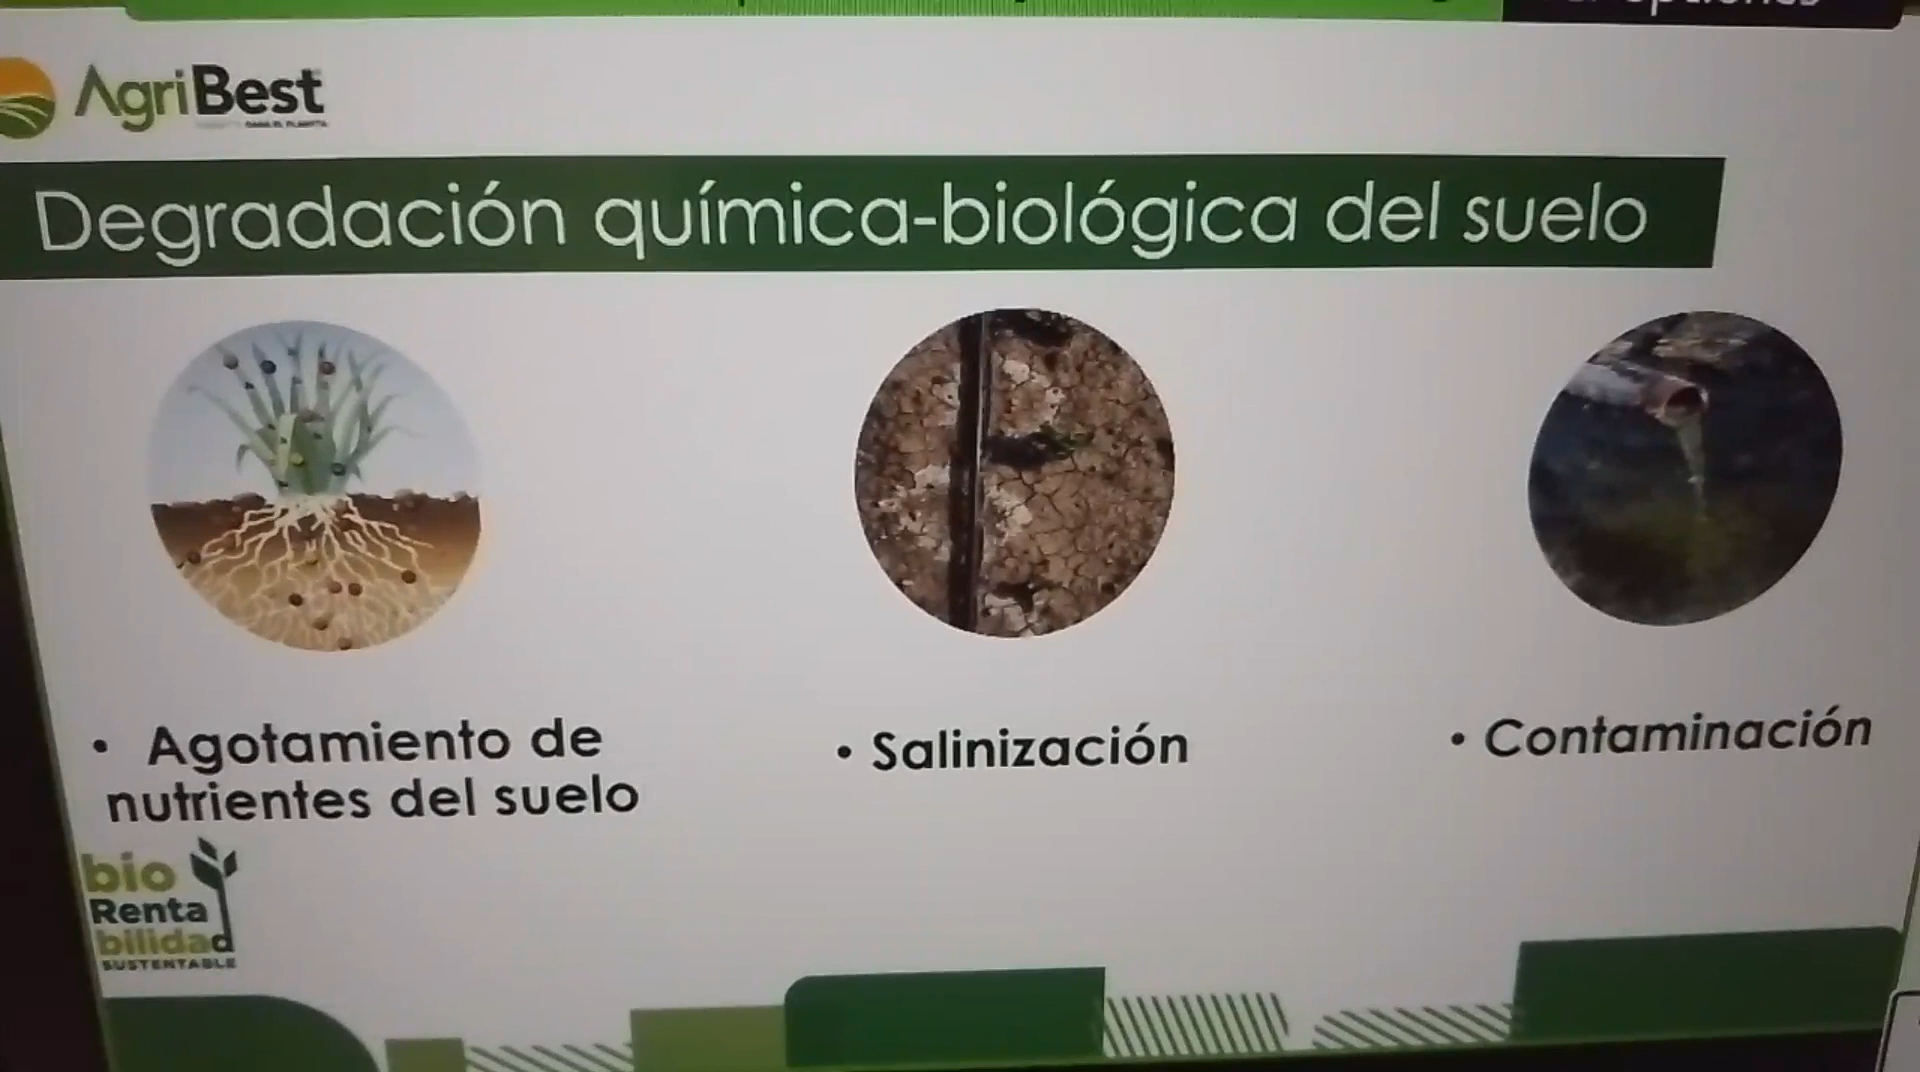 AgriBest
Degradación química-biológica del suelo
• Agotamiento de
nutrientes del suelo
• Salinización
• Contaminación
bio
Renta
bilidad
SUSTENTABLE